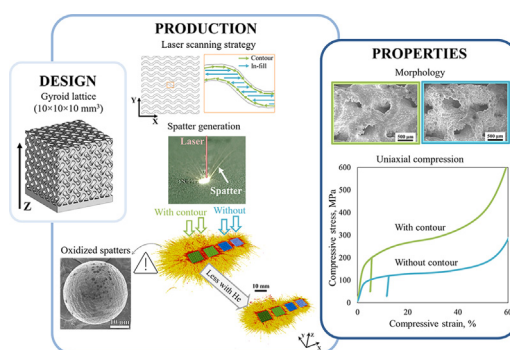 DESIGN
Gyroid lattice
(10×10×10 mm³)
Z
PRODUCTION
Laser scanning strategy
Contour
In-fill
Y
X
Spatter generation
Laser
Spatter
With contour
Without
Oxidized spatters
10 µm
Less with He
10 mm
Y
Z
X
PROPERTIES
Morphology
500 µm
500 µm
Uniaxial compression
Compressive stress, MPa
600
500
400
300
200
100
0
With contour
Without contour
0
20
40
60
Compressive strain, %